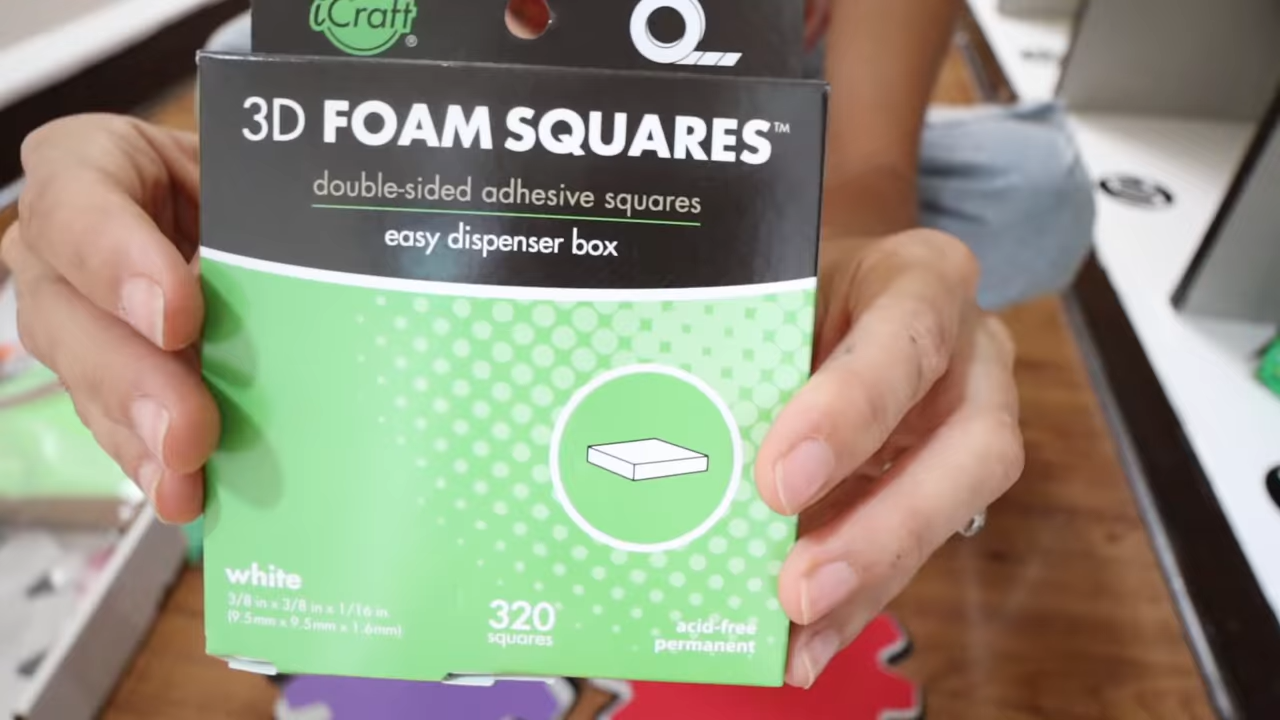 iCraft®
3D FOAM SQUARES™
double-sided adhesive squares
easy dispenser box
white
3/8 in x 3/8 in x 1/16 in
(9.5mm x 9.5mm x 1.6mm)
320
squares
acid-free
permanent